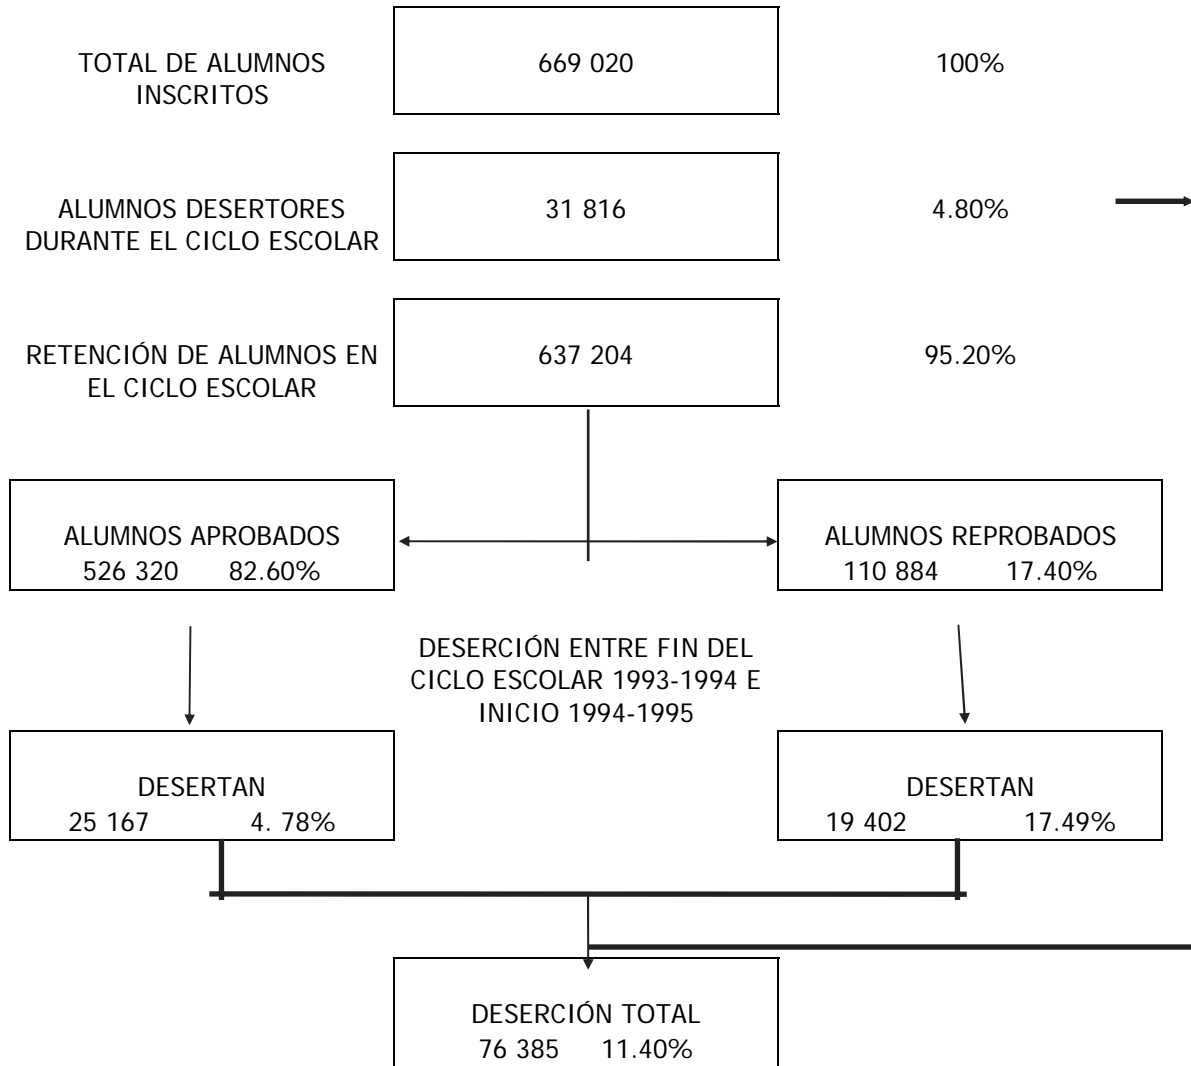 TOTAL DE ALUMNOS
INSCRITOS
669 020
100%
ALUMNOS DESERTORES
DURANTE EL CICLO ESCOLAR
31 816
4.80%
RETENCIÓN DE ALUMNOS EN
EL CICLO ESCOLAR
637 204
95.20%
ALUMNOS APROBADOS
526 320 82.60%
ALUMNOS REPROBADOS
110 884 17.40%
DESERCIÓN ENTRE FIN DEL
CICLO ESCOLAR 1993-1994 E
INICIO 1994-1995
DESERTAN
25 167 4. 78%
DESERTAN
19 402 17.49%
DESERCIÓN TOTAL
76 385 11.40%